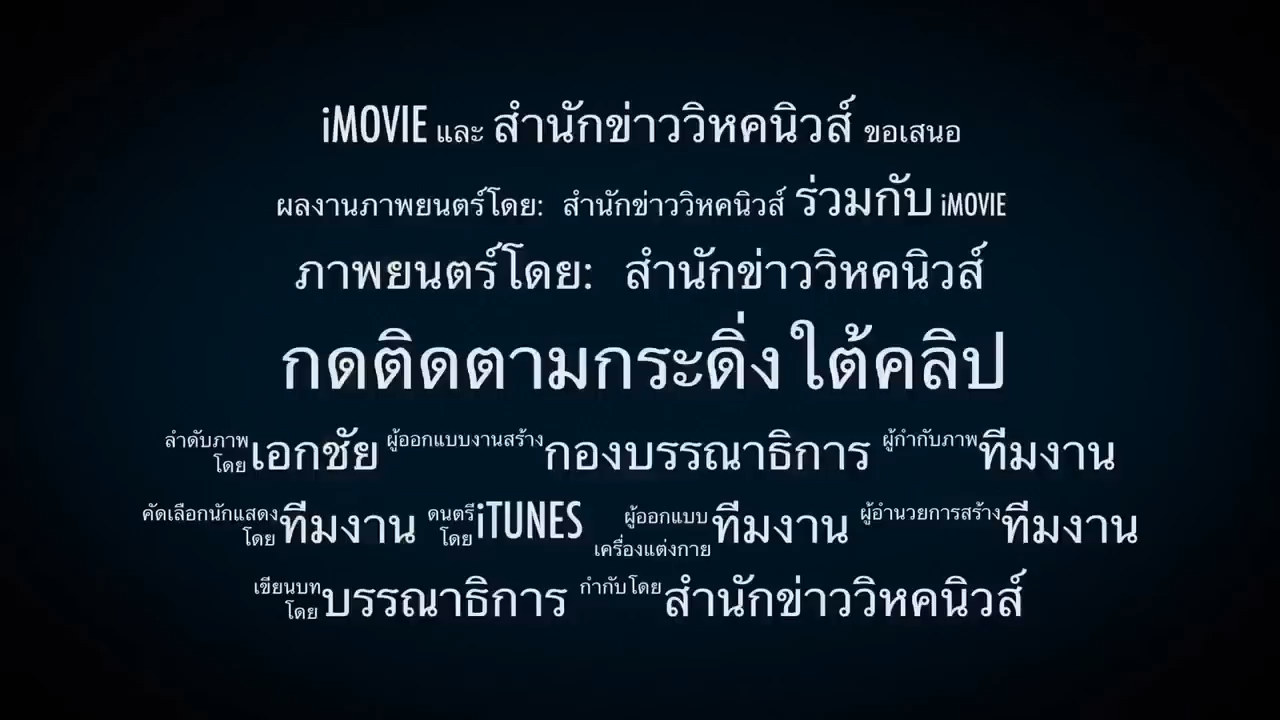 iMOVIE และ สำนักข่าววิหคนิวส์ ขอเสนอ
ผลงานภาพยนตร์โดย: สำนักข่าววิหคนิวส์ ร่วมกับ iMOVIE
ภาพยนตร์โดย: สำนักข่าววิหคนิวส์
กดติดตามกระดิ่ง ใต้คลิป
ลำดับภาพโดย เอกชัย ผู้ออกแบบงานสร้าง กองบรรณาธิการ ผู้กำกับภาพ ทีมงาน
คัดเลือกนักแสดงโดย ทีมงาน ดนตรีโดย iTUNES ผู้ออกแบบเครื่องแต่งกาย ทีมงาน ผู้อำนวยการสร้าง ทีมงาน
เขียนบทโดย บรรณาธิการ กำกับโดย สำนักข่าววิหคนิวส์